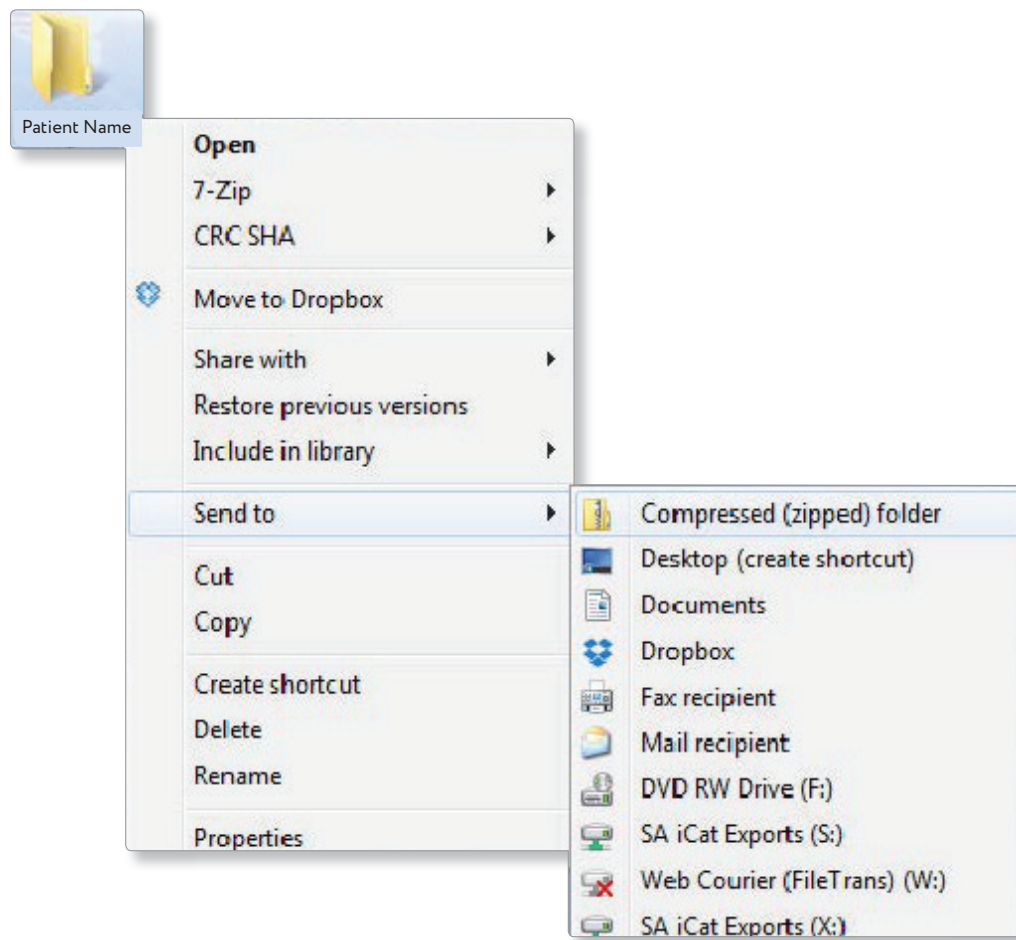 Patient Name
Open
7-Zip
CRC SHA
Move to Dropbox
Share with
Restore previous versions
Include in library
Send to
Cut
Copy
Create shortcut
Delete
Rename
Properties
Compressed (zipped) folder
Desktop (create shortcut)
Documents
Dropbox
Fax recipient
Mail recipient
DVD RW Drive (F:)
SA iCat Exports (S:)
Web Courier (FileTrans) (W:)
SA iCat Exports (X:)